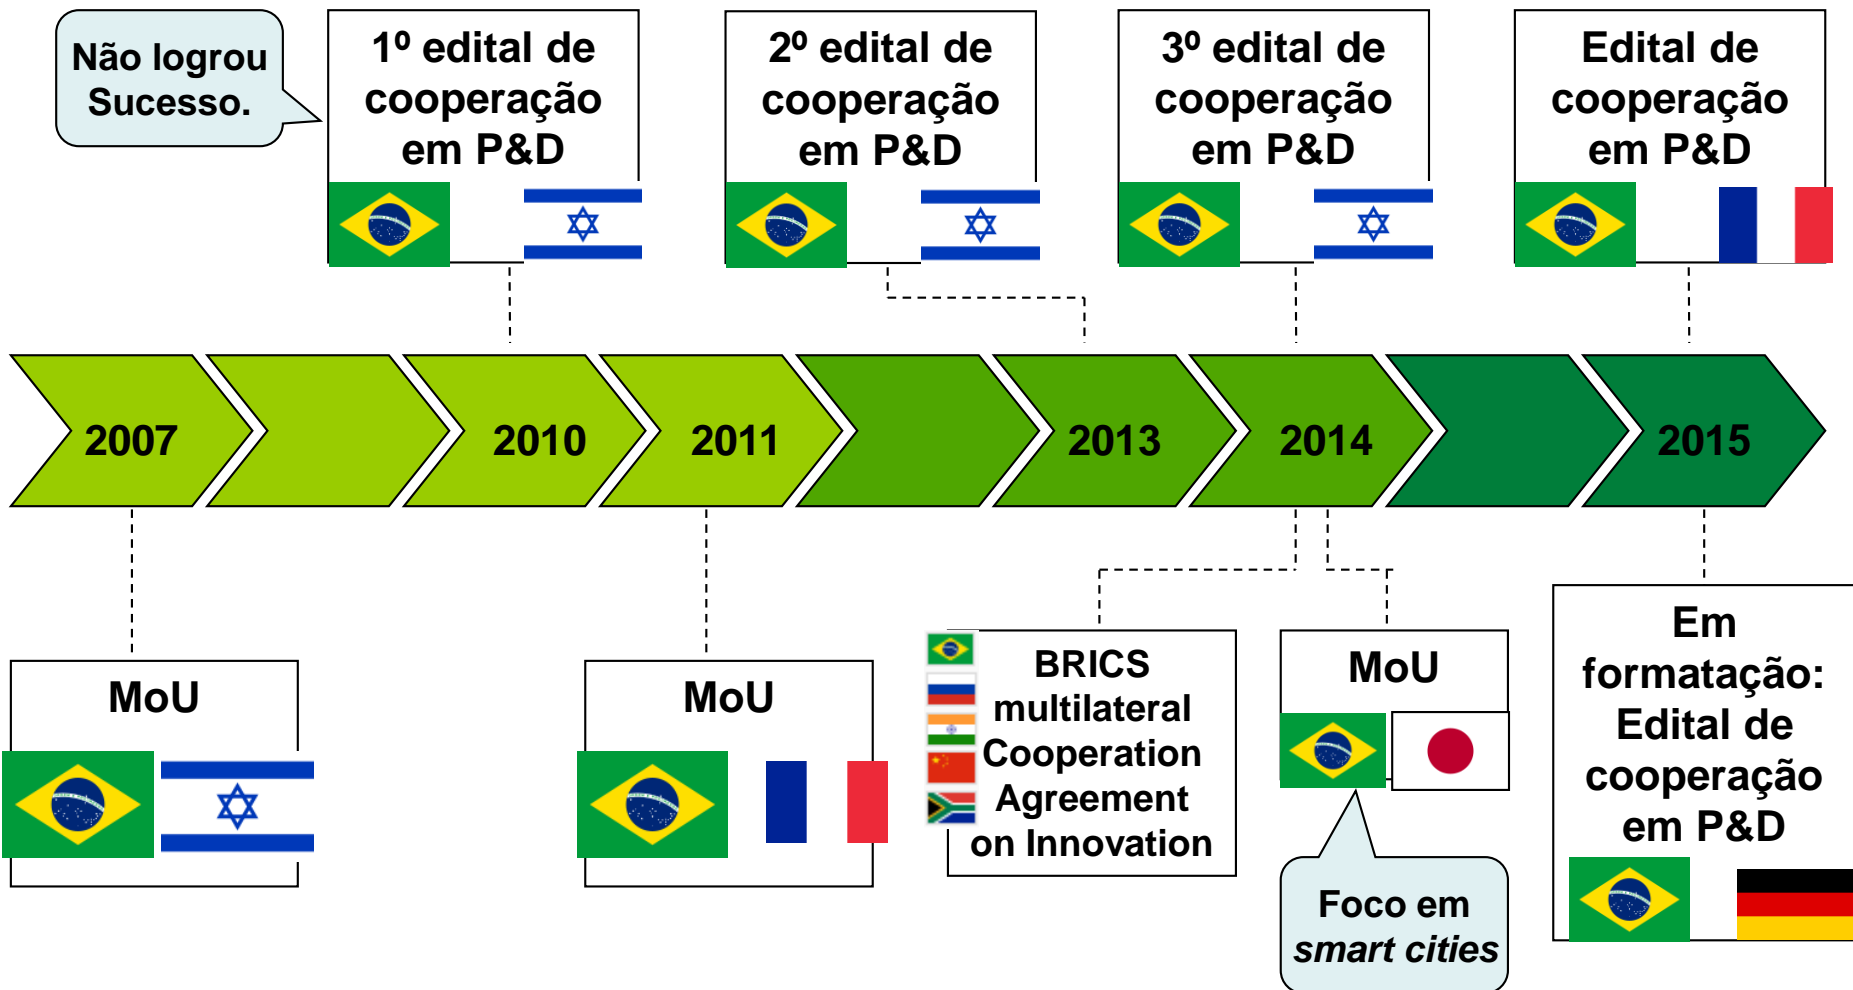 Não logrou
Sucesso.
1º edital de
cooperação
em P&D
2º edital de
cooperação
em P&D
3º edital de
cooperação
em P&D
Edital de
cooperação
em P&D
2007
2010
2011
2013
2014
2015
MoU
MoU
BRICS
multilateral
Cooperation
Agreement
on Innovation
MoU
Foco em
smart cities
Em
formatação:
Edital de
cooperação
em P&D